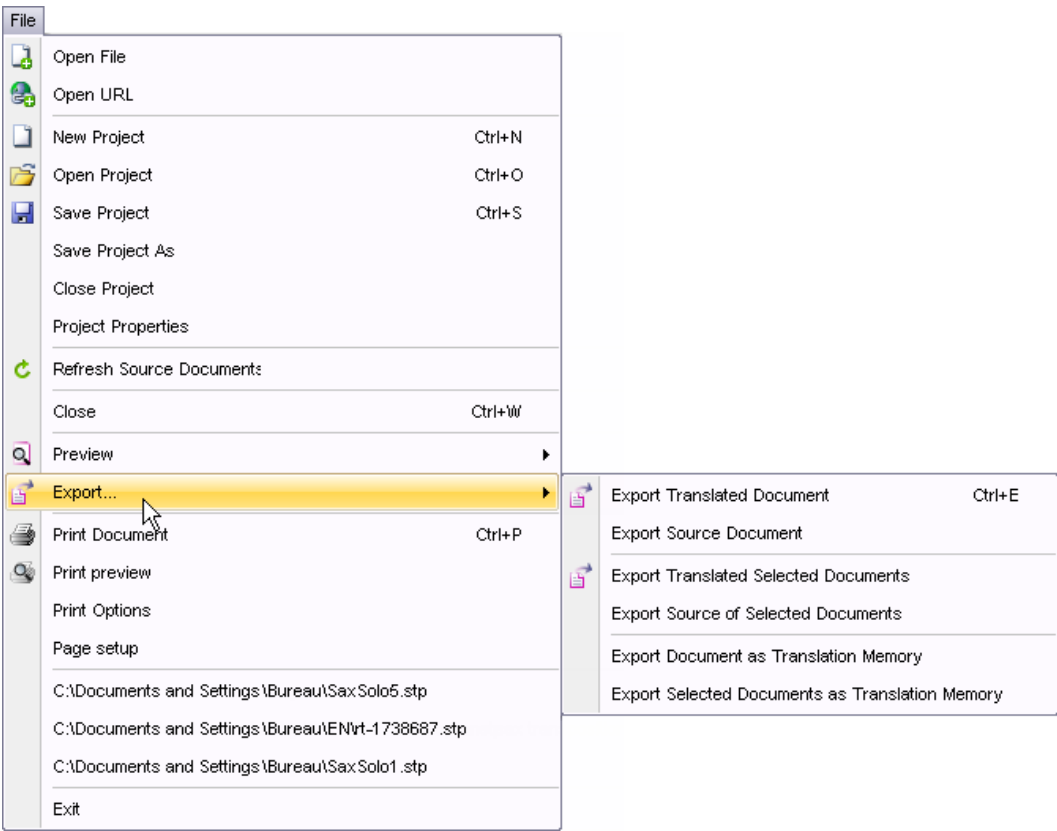 File
Open File
Open URL
New Project Ctrl+N
Open Project Ctrl+O
Save Project Ctrl+S
Save Project As
Close Project
Project Properties
Refresh Source Documents
Close Ctrl+W
Preview
Export...
Export Translated Document Ctrl+E
Export Source Document
Export Translated Selected Documents
Export Source of Selected Documents
Export Document as Translation Memory
Export Selected Documents as Translation Memory
Print Document Ctrl+P
Print preview
Print Options
Page setup
C:\Documents and Settings\Bureau\SaxSolo5.stp
C:\Documents and Settings\Bureau\EN\rt-1738687.stp
C:\Documents and Settings\Bureau\SaxSolo1.stp
Exit